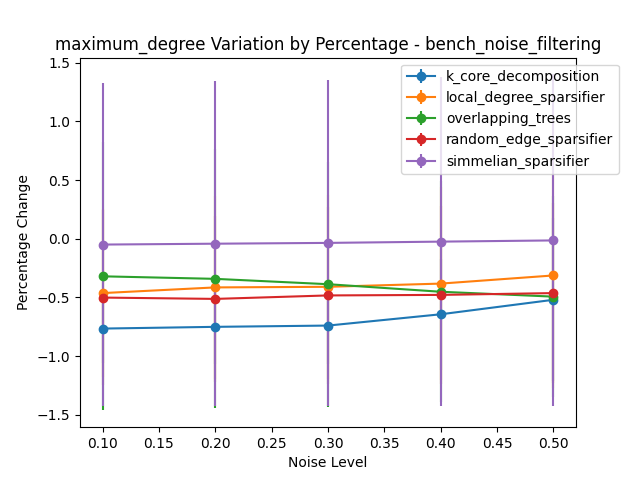 maximum_degree Variation by Percentage - bench_noise_filtering
k_core_decomposition
local_degree_sparsifier
overlapping_trees
random_edge_sparsifier
simmelian_sparsifier
Percentage Change
1.5
1.0
0.5
0.0
−0.5
−1.0
−1.5
0.10 0.15 0.20 0.25 0.30 0.35 0.40 0.45 0.50
Noise Level